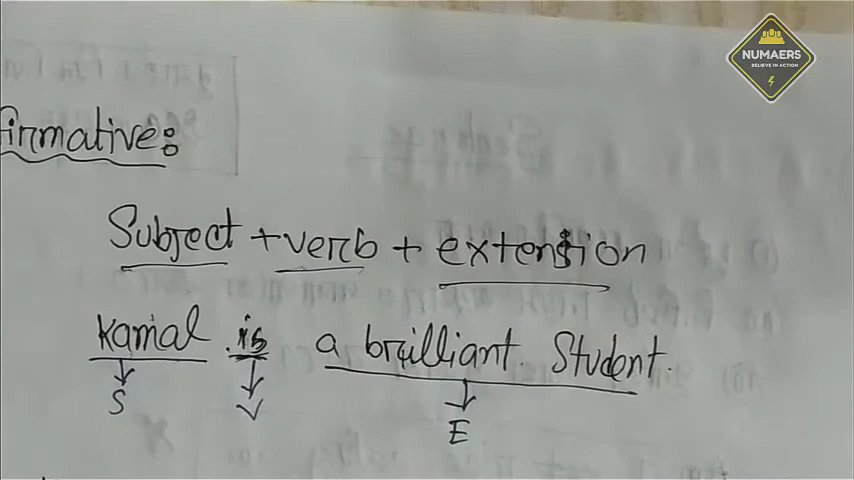 NUMAERS
BELIEVE IN ACTION
firmative:
Subject + verb + extension
Kamal is a brilliant Student.
S V E